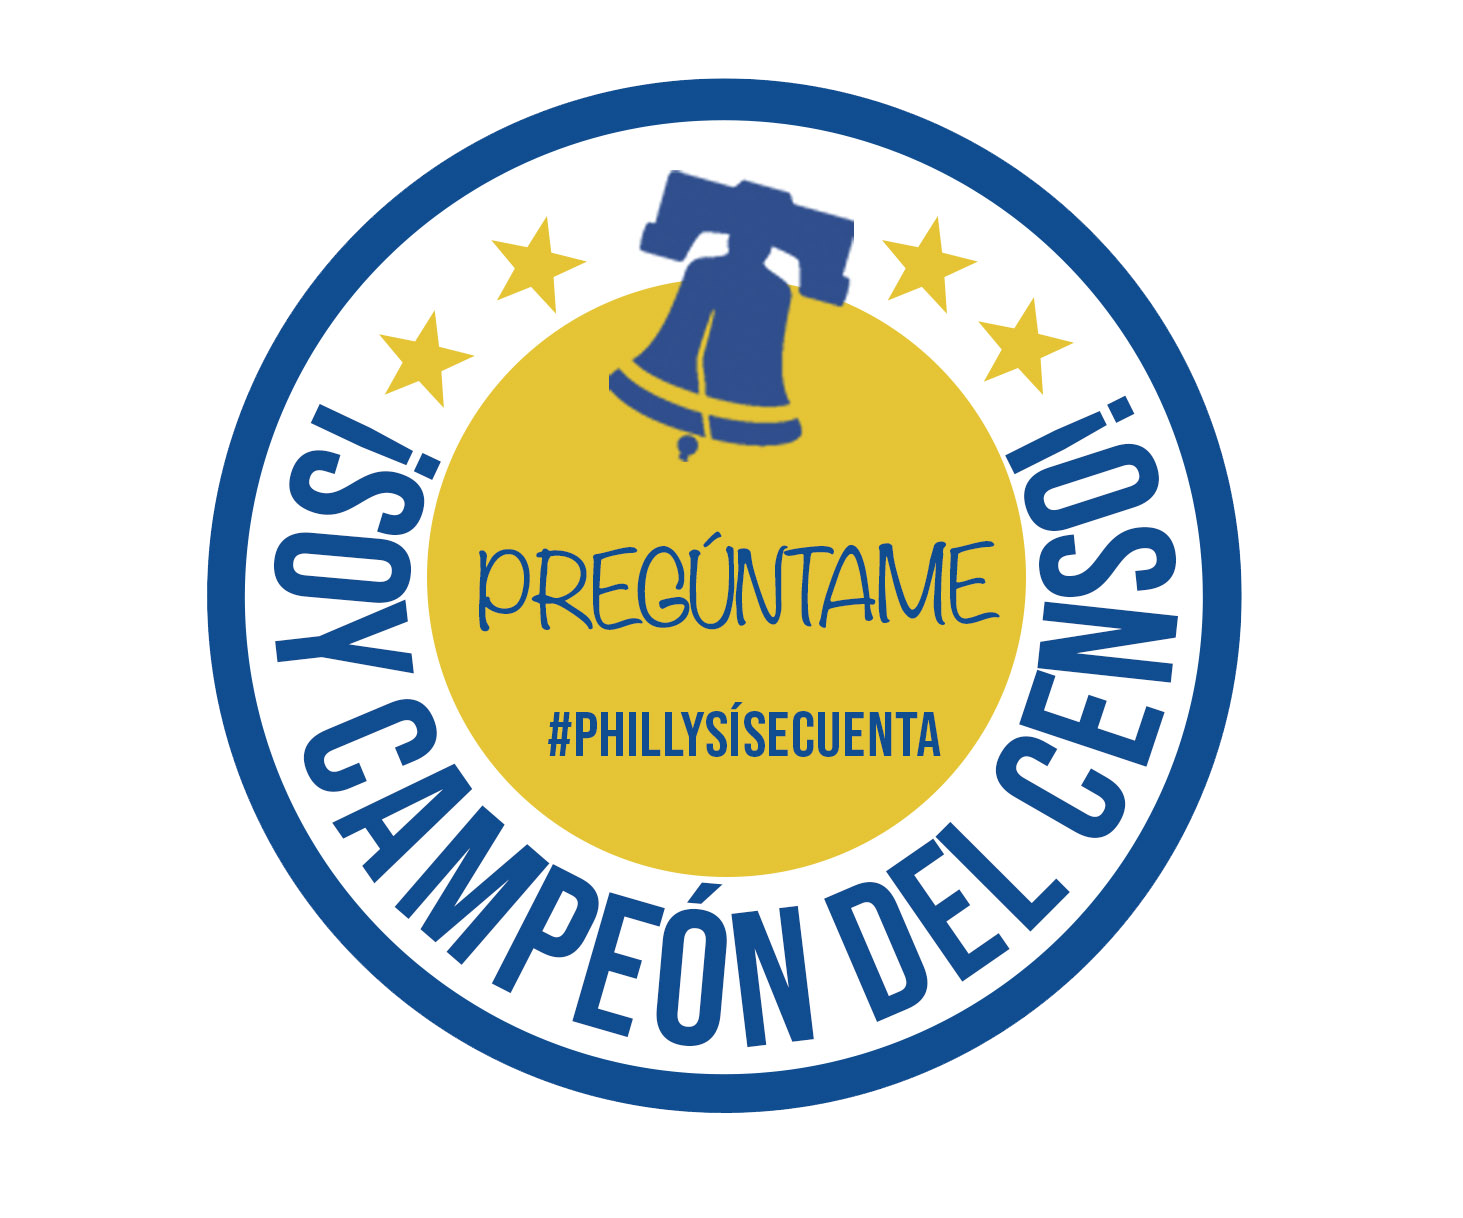 ¡SOY CAMPEÓN DEL CENSO!
PREGÚNTAME
#PHILLYSÍSECUENTA